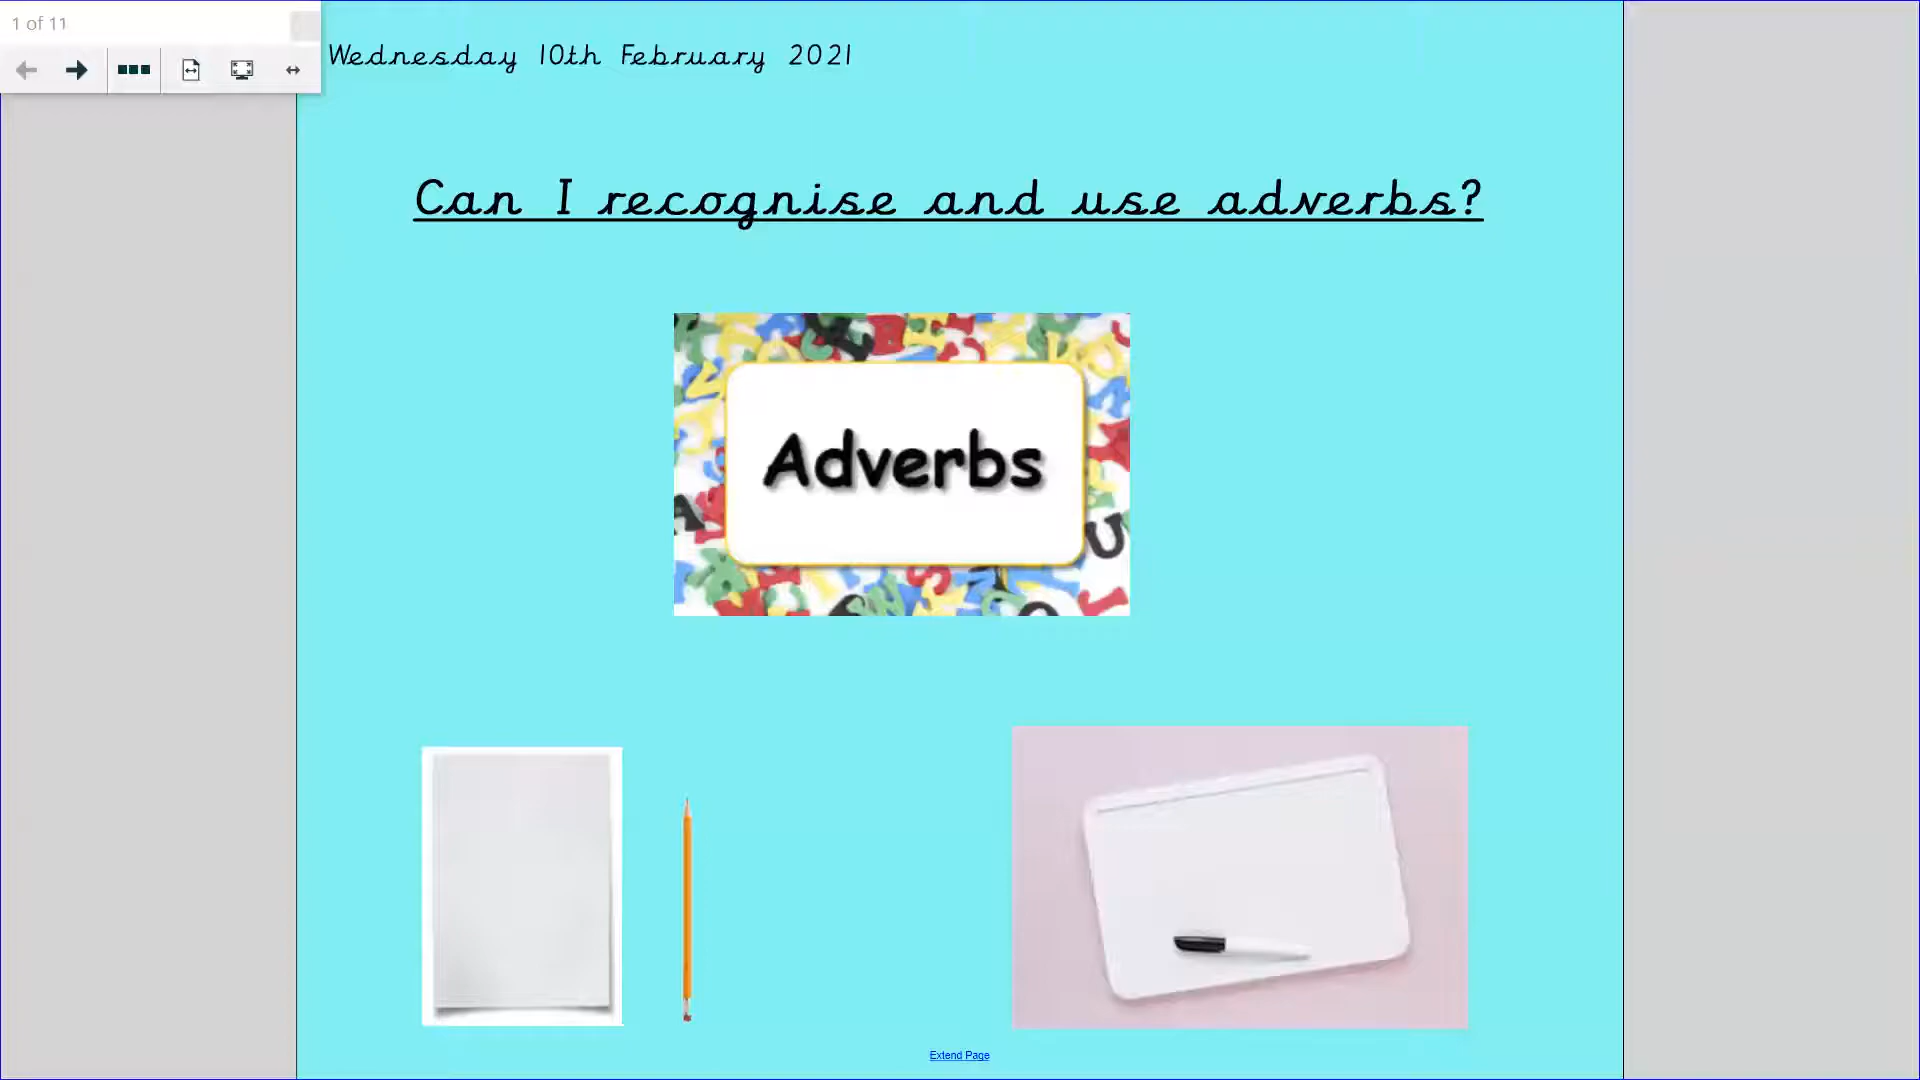 1 of 11
Wednesday 10th February 2021
Can I recognise and use adverbs?
Adverbs
Extend Page